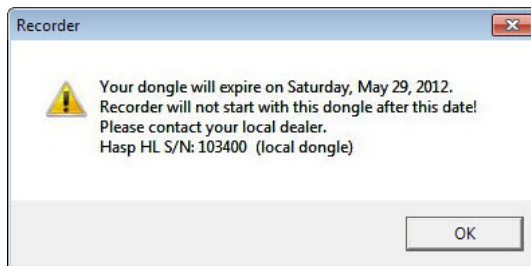 Recorder
Your dongle will expire on Saturday, May 29, 2012.
Recorder will not start with this dongle after this date!
Please contact your local dealer.
Hasp HL S/N: 103400 (local dongle)
OK